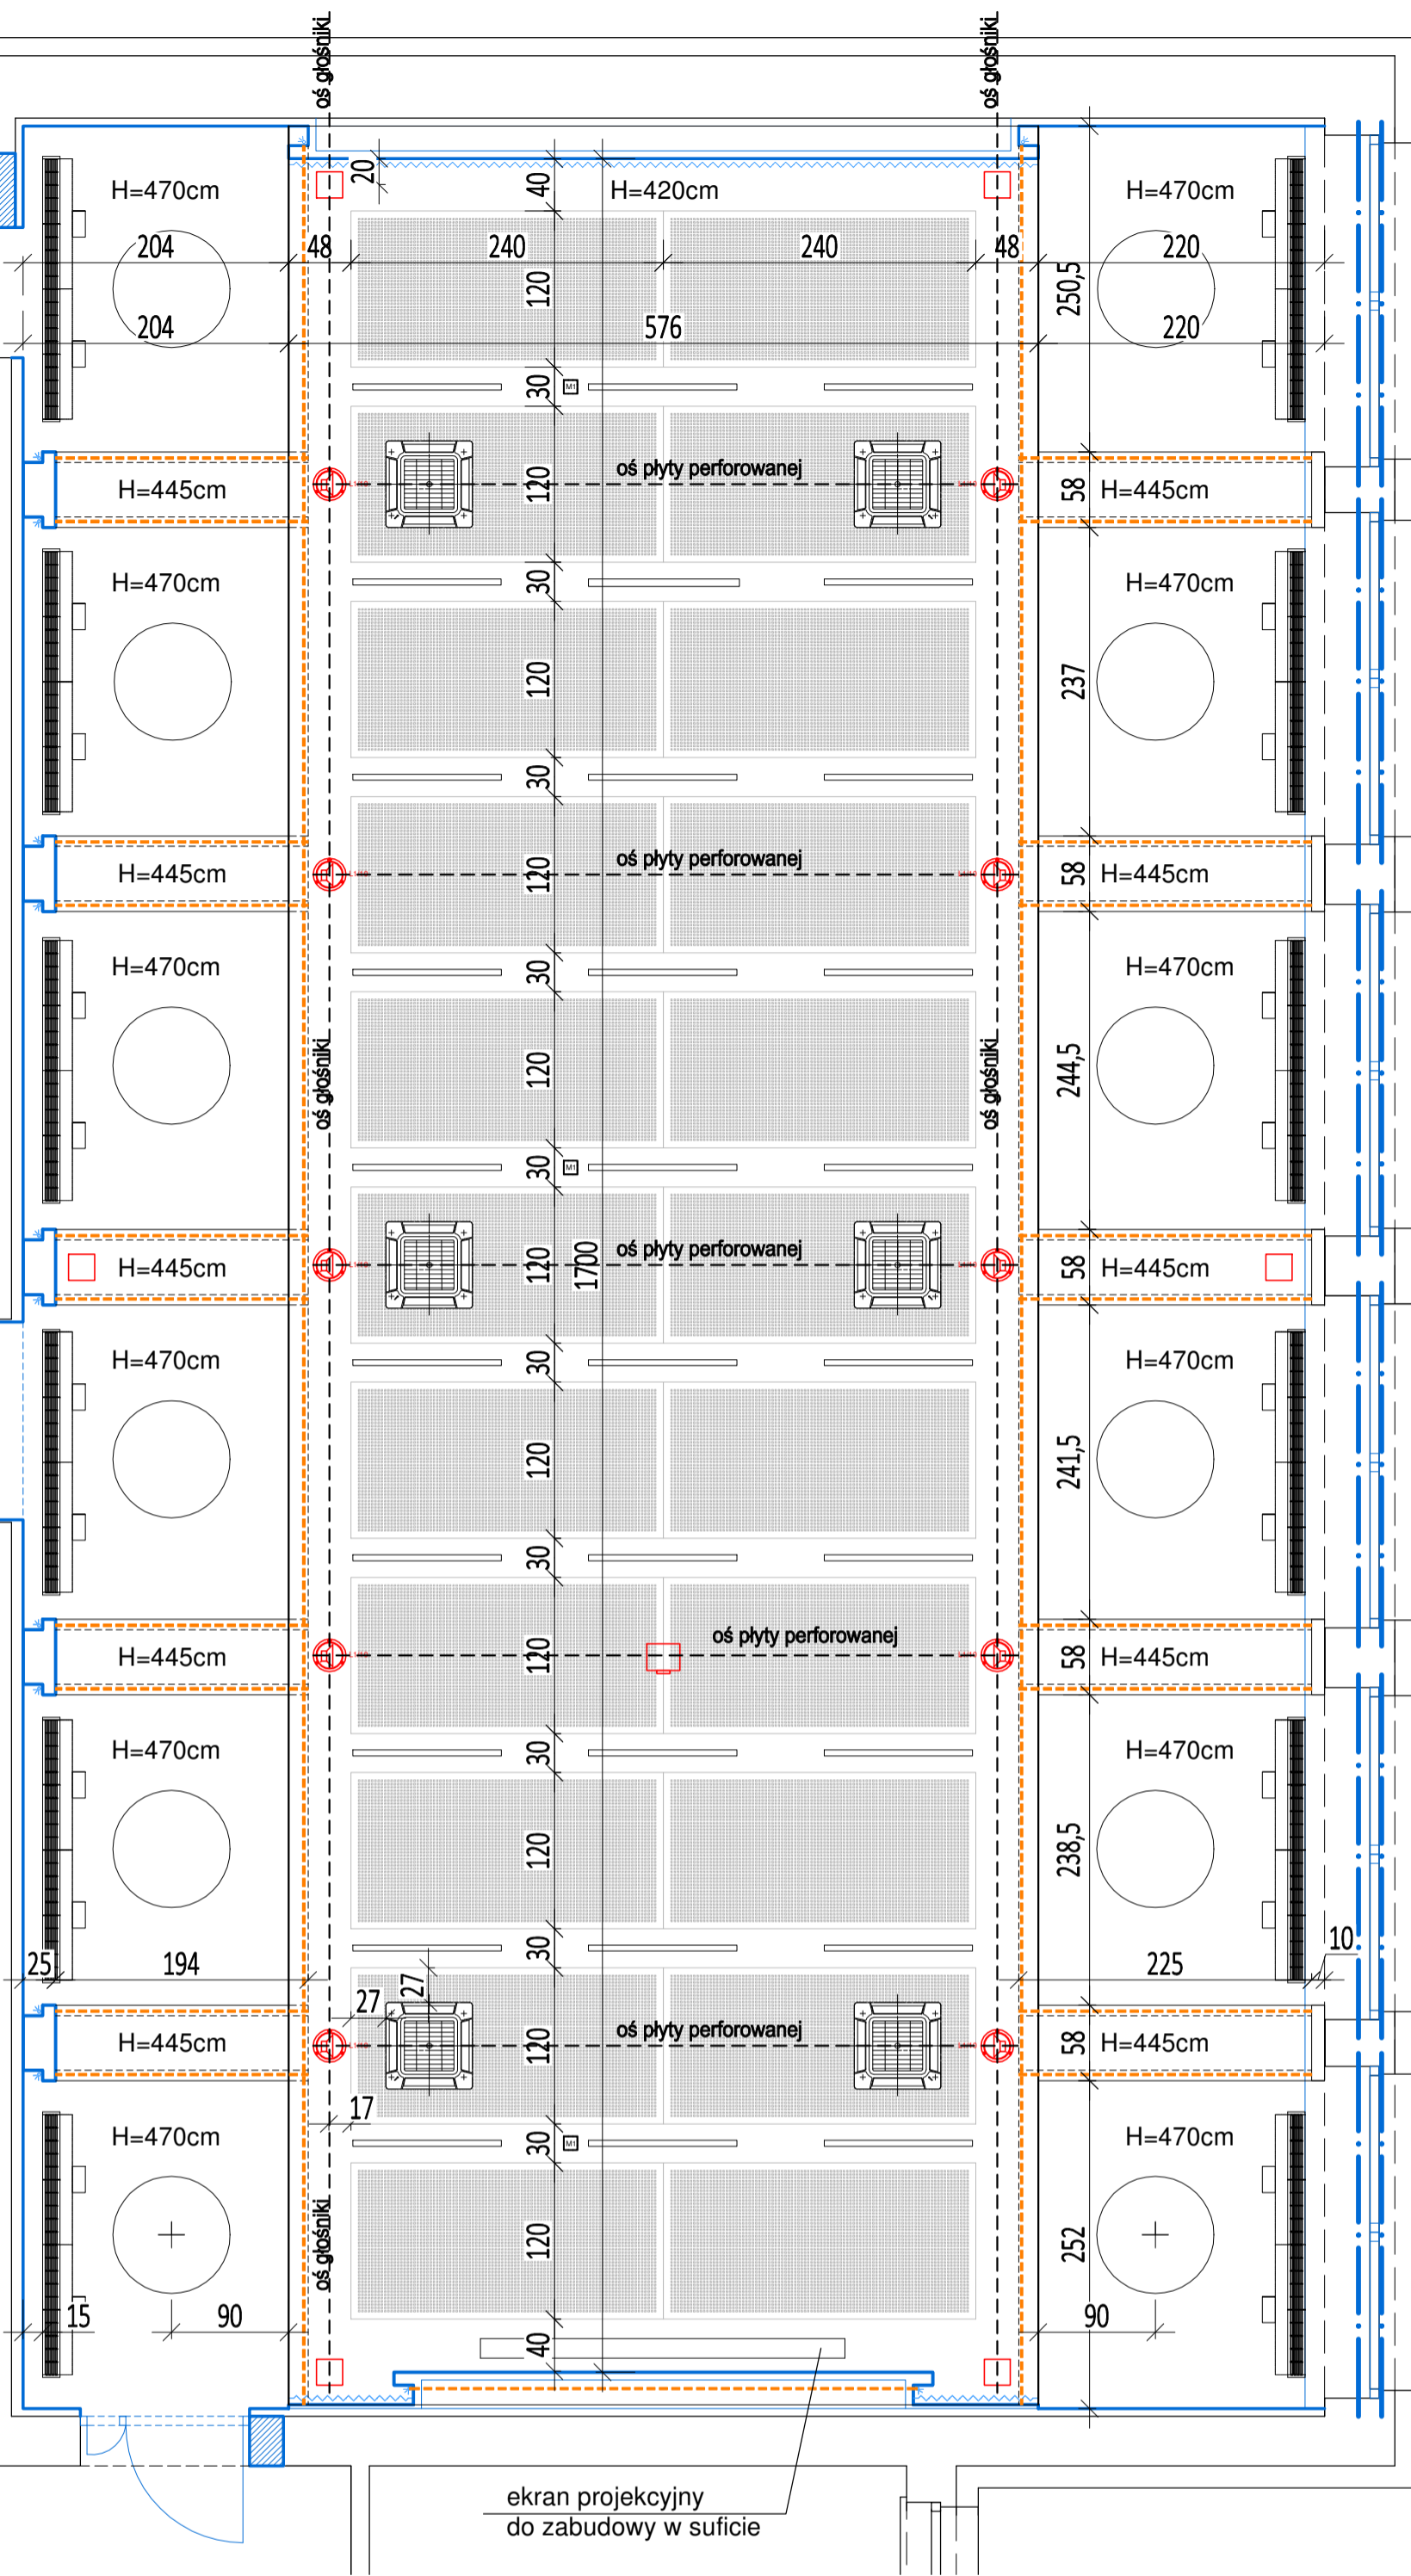 oś głośniki
oś głośniki
20
40
H=470cm
H=420cm
H=470cm
204
48
240
240
48
220
120
250,5
204
576
220
30
M1
oś płyty perforowanej
H=445cm
120
58
H=445cm
30
H=470cm
H=470cm
120
237
30
oś płyty perforowanej
H=445cm
120
58
H=445cm
30
H=470cm
H=470cm
oś głośniki
120
oś głośniki
244,5
30
M1
oś płyty perforowanej
H=445cm
120
1700
58
H=445cm
30
H=470cm
H=470cm
120
241,5
30
oś płyty perforowanej
H=445cm
120
58
H=445cm
30
H=470cm
H=470cm
120
238,5
10
30
25
194
225
27
27
oś płyty perforowanej
H=445cm
120
58
H=445cm
17
30
M1
H=470cm
H=470cm
oś głośniki
120
252
15
90
90
40
ekran projekcyjny
do zabudowy w suficie